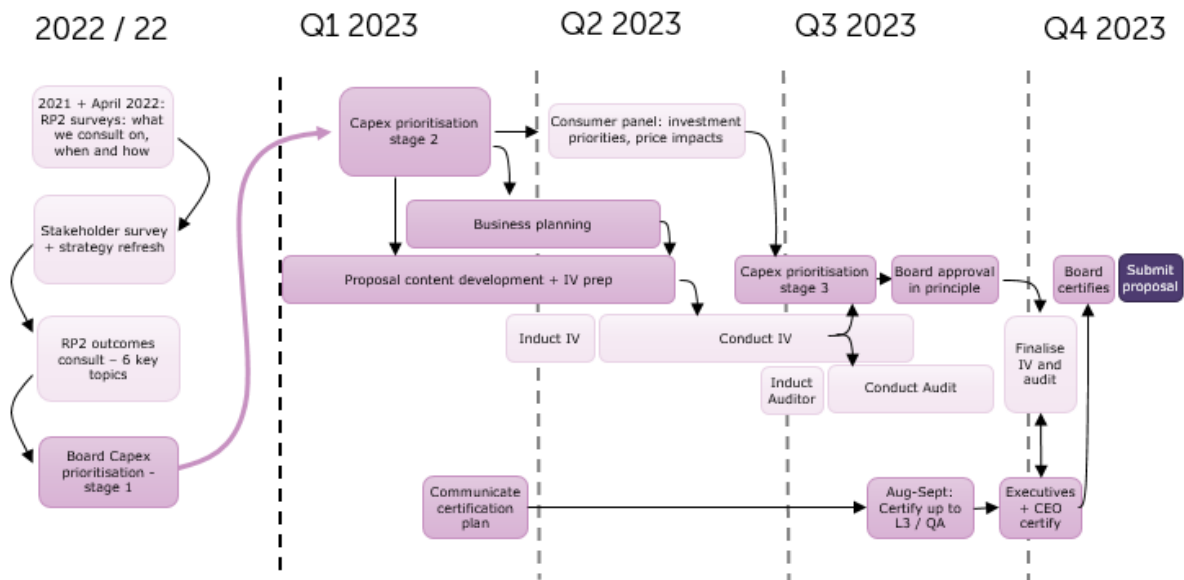 2022 / 22
Q1 2023
Q2 2023
Q3 2023
Q4 2023
2021 + April 2022:
RP2 surveys: what
we consult on,
when and how
Stakeholder survey
+ strategy refresh
RP2 outcomes
consult – 6 key
topics
Board Capex
prioritisation -
stage 1
Capex prioritisation
stage 2
Consumer panel: investment
priorities, price impacts
Business planning
Proposal content development + IV prep
Capex prioritisation
stage 3
Board approval
in principle
Board
certifies
Submit
proposal
Induct IV
Conduct IV
Finalise
IV and
audit
Induct
Auditor
Conduct Audit
Communicate
certification
plan
Aug-Sept:
Certify up to
L3 / QA
Executives
+ CEO
certify